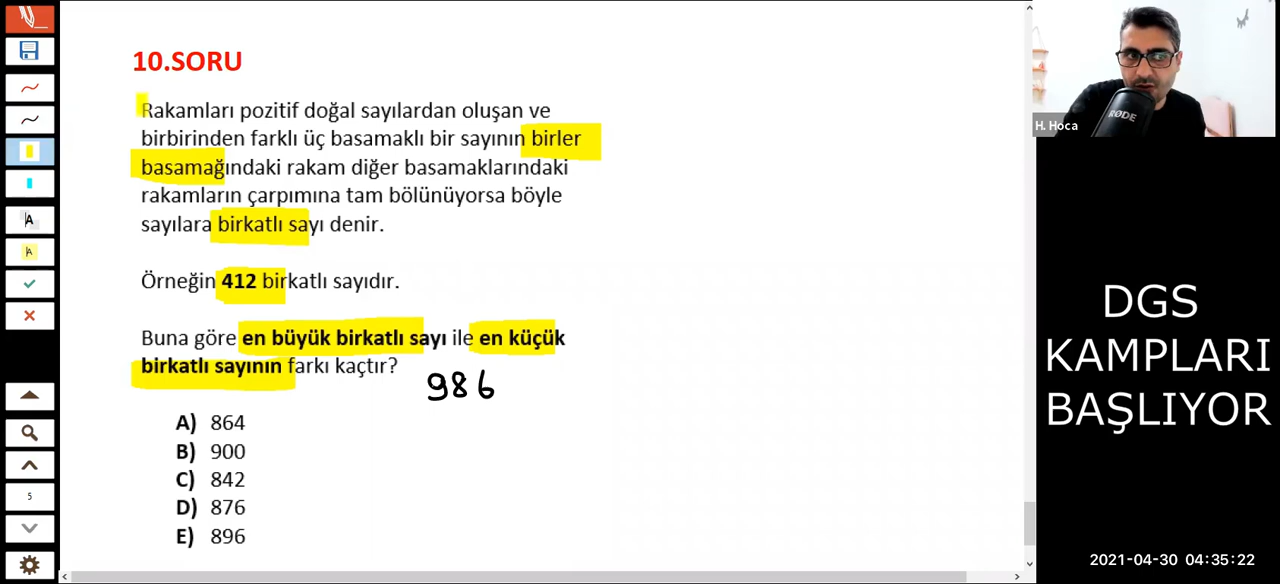 10.SORU
Rakamları pozitif doğal sayılardan oluşan ve
birbirinden farklı üç basamaklı bir sayının birler
basamağındaki rakam diğer basamaklarındaki
rakamların çarpımına tam bölünüyorsa böyle
sayılara birkatlı sayı denir.
Örneğin 412 birkatlı sayıdır.
Buna göre en büyük birkatlı sayı ile en küçük
birkatlı sayının farkı kaçtır?
986
A) 864
B) 900
C) 842
D) 876
E) 896
A
A
5
RØDE
H. Hoca
DGS
KAMPLARI
BAŞLIYOR
2021-04-30 04:35:22